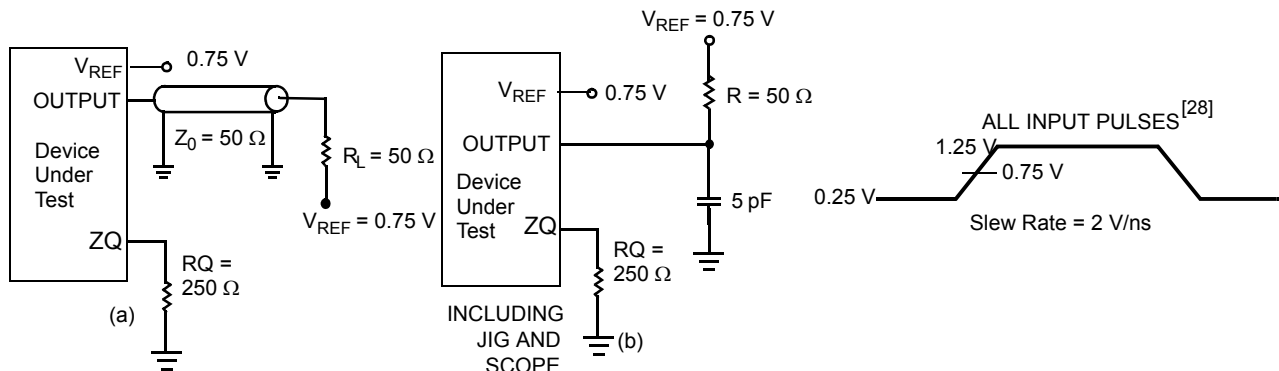 V_REF
0.75 V
OUTPUT
Z_0 = 50 Ω
Device
Under
Test
R_L = 50 Ω
V_REF = 0.75 V
ZQ
RQ =
250 Ω
(a)
V_REF = 0.75 V
V_REF
0.75 V
R = 50 Ω
OUTPUT
Device
Under
Test
5 pF
ZQ
RQ =
250 Ω
INCLUDING
JIG AND
SCOPE
(b)
ALL INPUT PULSES[28]
1.25 V
0.75 V
0.25 V
Slew Rate = 2 V/ns